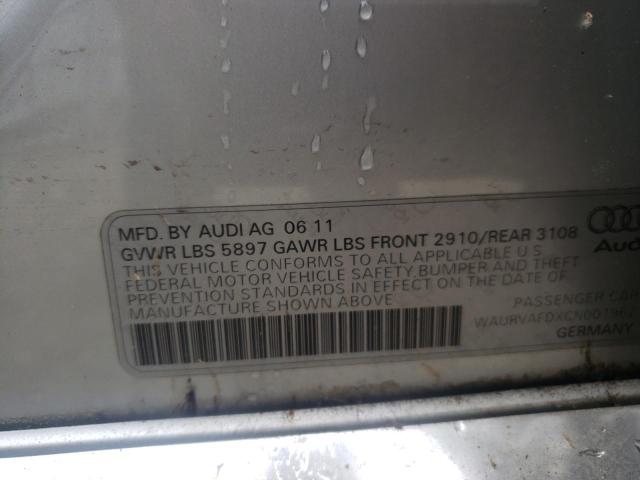 MFD. BY AUDI AG 06 11
GVWR LBS 5897 GAWR LBS FRONT 2910/REAR 3108
THIS VEHICLE CONFORMS TO ALL APPLICABLE U S
FEDERAL MOTOR VEHICLE SAFETY, BUMPER AND THEFT
PREVENTION STANDARDS IN EFFECT ON THE DATE OF
MANUFACTURE SHOWN ABOVE
Aud
PASSENGER CAR
WAURVAFDXCN00196
GERMANY